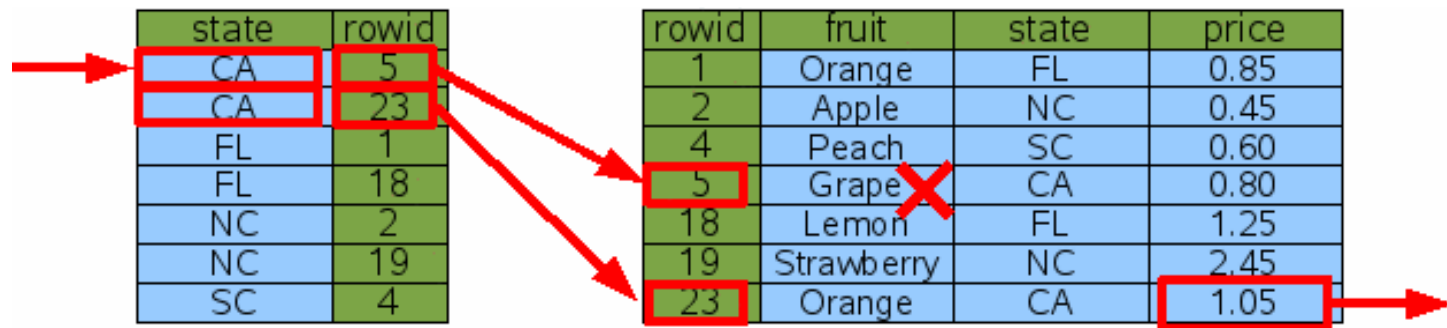 state rowid
CA 5
CA 23
FL 1
FL 18
NC 2
NC 19
SC 4
rowid fruit state price
1 Orange FL 0.85
2 Apple NC 0.45
4 Peach SC 0.60
5 Grape CA 0.80
18 Lemon FL 1.25
19 Strawberry NC 2.45
23 Orange CA 1.05